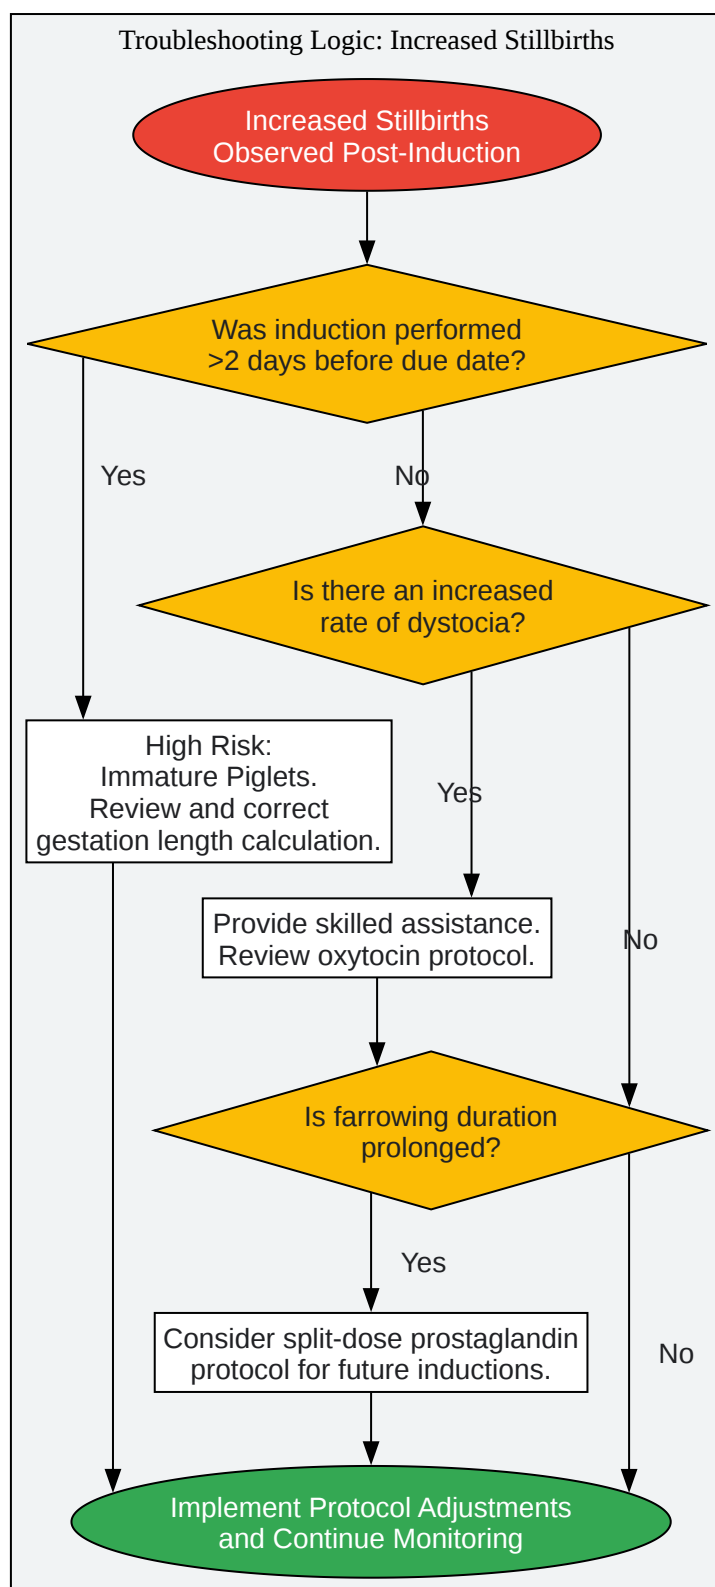 Troubleshooting Logic: Increased Stillbirths
Increased Stillbirths
Observed Post-Induction
Was induction performed
>2 days before due date?
Yes
No
Is there an increased
rate of dystocia?
High Risk:
Immature Piglets.
Review and correct
gestation length calculation.
Yes
Provide skilled assistance.
Review oxytocin protocol.
No
Is farrowing duration
prolonged?
Yes
Consider split-dose prostaglandin
protocol for future inductions.
No
Implement Protocol Adjustments
and Continue Monitoring